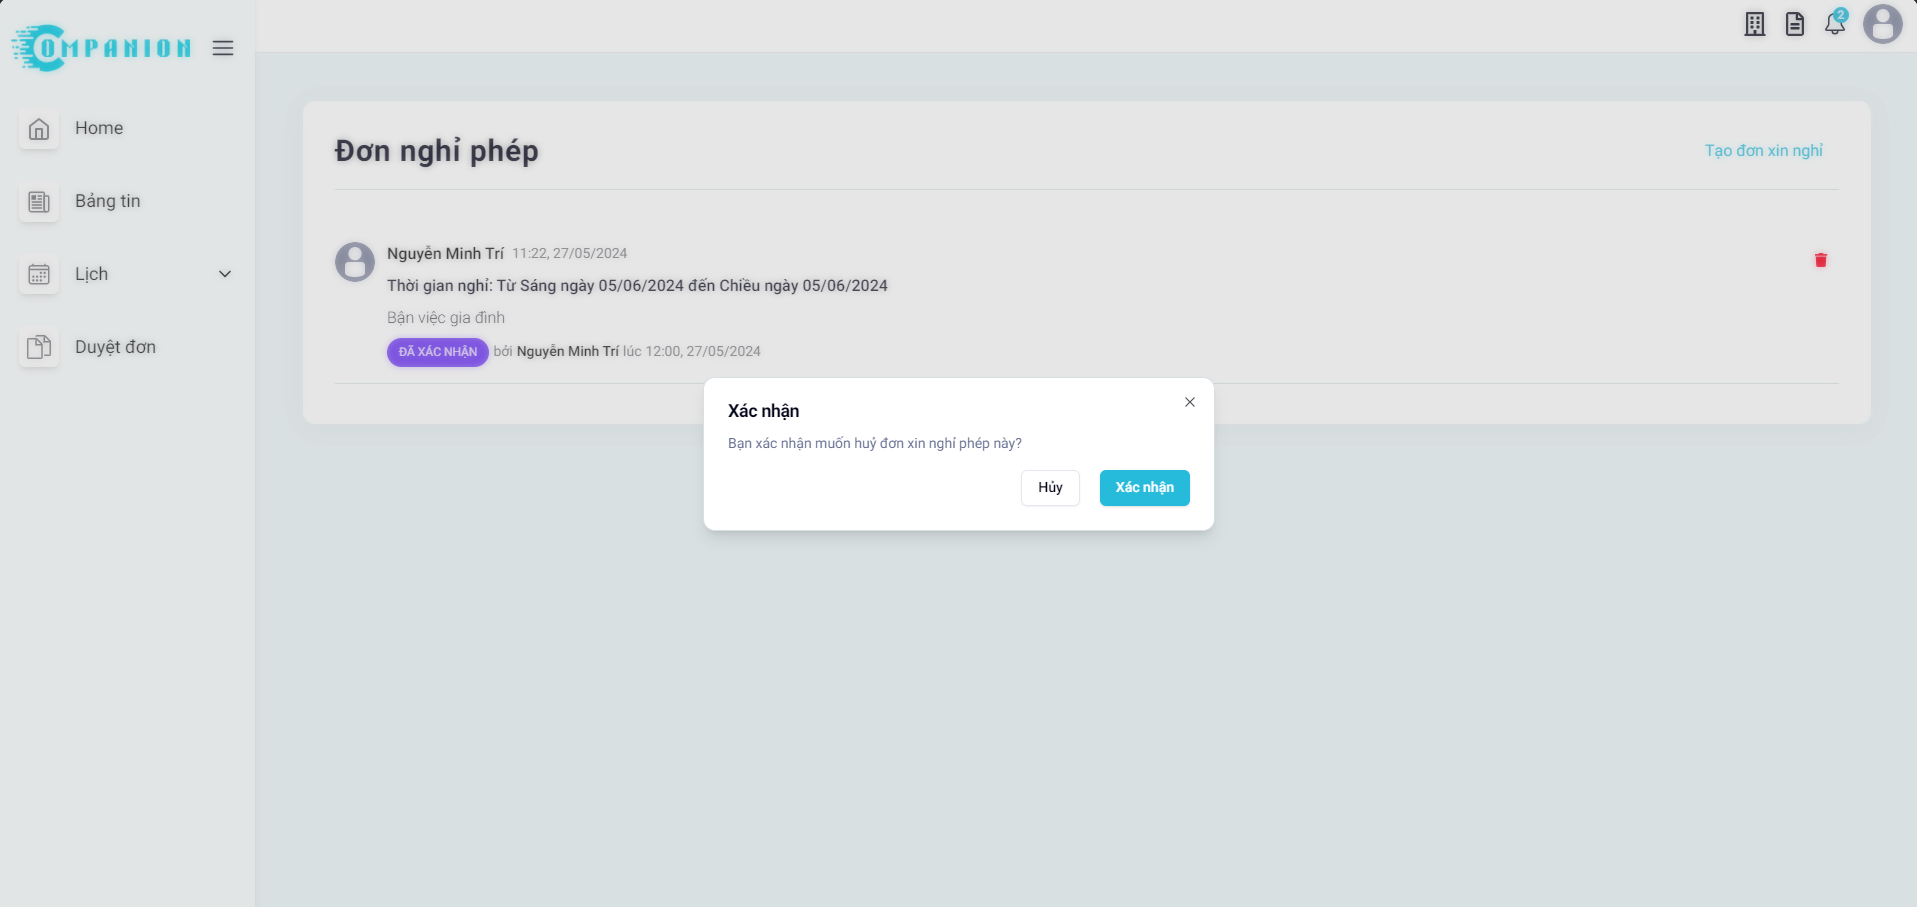 COMPANION
2
Home
Bảng tin
Lịch
Duyệt đơn
Đơn nghỉ phép
Tạo đơn xin nghỉ
Nguyễn Minh Trí 11:22, 27/05/2024
Thời gian nghỉ: Từ Sáng ngày 05/06/2024 đến Chiều ngày 05/06/2024
Bận việc gia đình
ĐÃ XÁC NHẬN bởi Nguyễn Minh Trí lúc 12:00, 27/05/2024
Xác nhận
Bạn xác nhận muốn huỷ đơn xin nghỉ phép này?
Hủy
Xác nhận